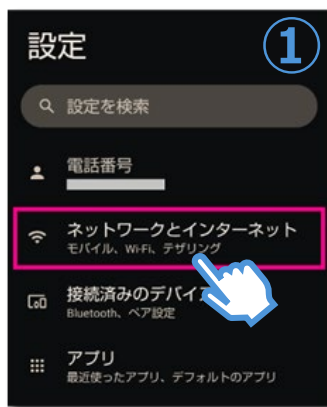 設定
①
設定を検索
電話番号
ネットワークとインターネット
モバイル、Wi-Fi、テザリング
接続済みのデバイ
Bluetooth、ペア設定
アプリ
最近使ったアプリ、デフォルトのアプリ